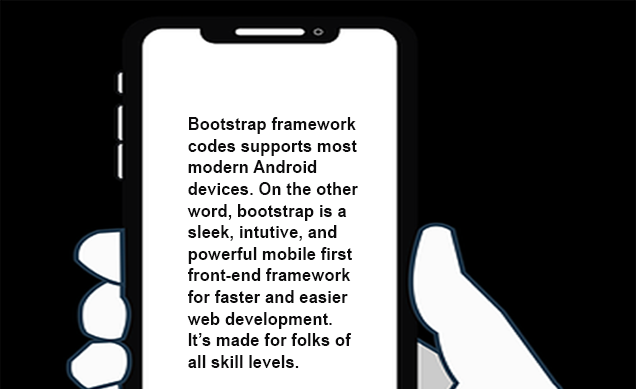 Bootstrap framework
codes supports most
modern Android
devices. On the other
word, bootstrap is a
sleek, intutive, and
powerful mobile first
front-end framework
for faster and easier
web development.
It’s made for folks of
all skill levels.